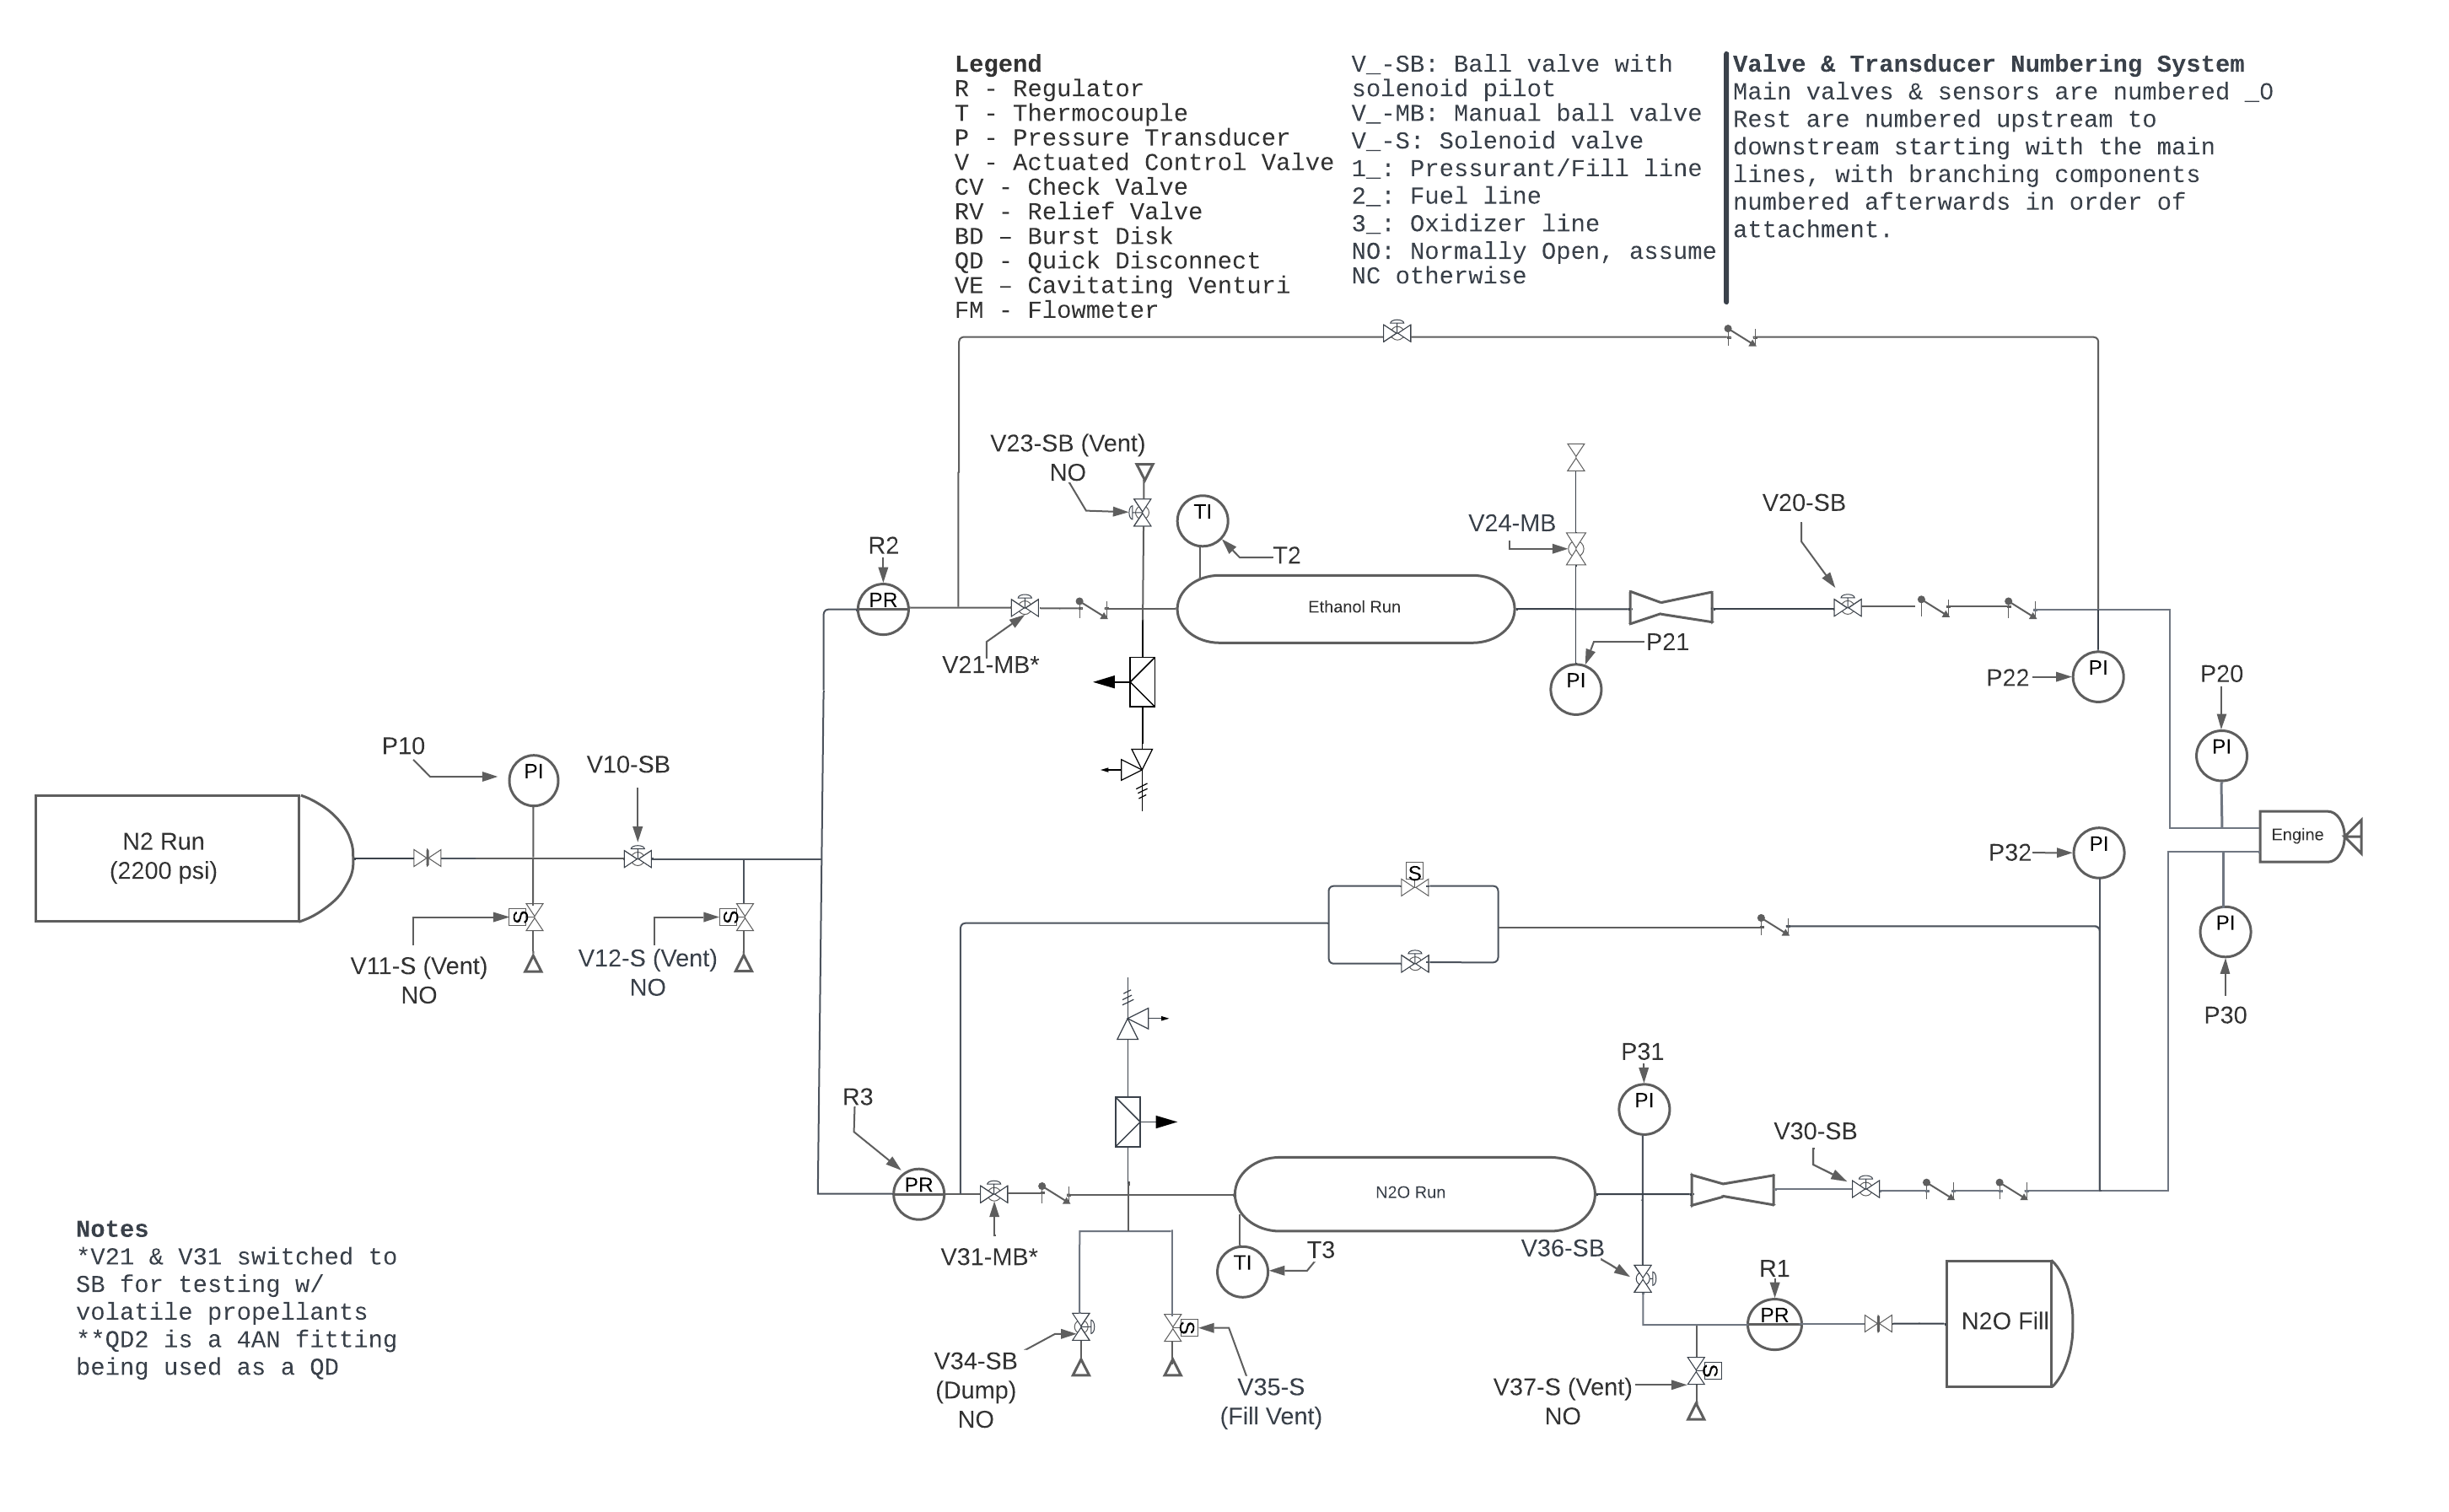 Legend
R - Regulator
T - Thermocouple
P - Pressure Transducer
V - Actuated Control Valve
CV - Check Valve
RV - Relief Valve
BD – Burst Disk
QD - Quick Disconnect
VE – Cavitating Venturi
FM - Flowmeter
V_-SB: Ball valve with
solenoid pilot
V_-MB: Manual ball valve
V_-S: Solenoid valve
1_: Pressurant/Fill line
2_: Fuel line
3_: Oxidizer line
NO: Normally Open, assume
NC otherwise
Valve & Transducer Numbering System
Main valves & sensors are numbered _0
Rest are numbered upstream to
downstream starting with the main
lines, with branching components
numbered afterwards in order of
attachment.
V23-SB (Vent)
NO
TI
T2
V24-MB
V20-SB
R2
PR
Ethanol Run
V21-MB*
P21
PI
P22
PI
P20
PI
P10
PI
V10-SB
N2 Run
(2200 psi)
S
V11-S (Vent)
NO
S
V12-S (Vent)
NO
S
P32
PI
Engine
PI
P30
P31
PI
R3
PR
V31-MB*
N2O Run
V30-SB
TI
T3
V36-SB
R1
PR
N2O Fill
V34-SB
(Dump)
NO
S
V35-S
(Fill Vent)
S
V37-S (Vent)
NO
Notes
*V21 & V31 switched to
SB for testing w/
volatile propellants
**QD2 is a 4AN fitting
being used as a QD